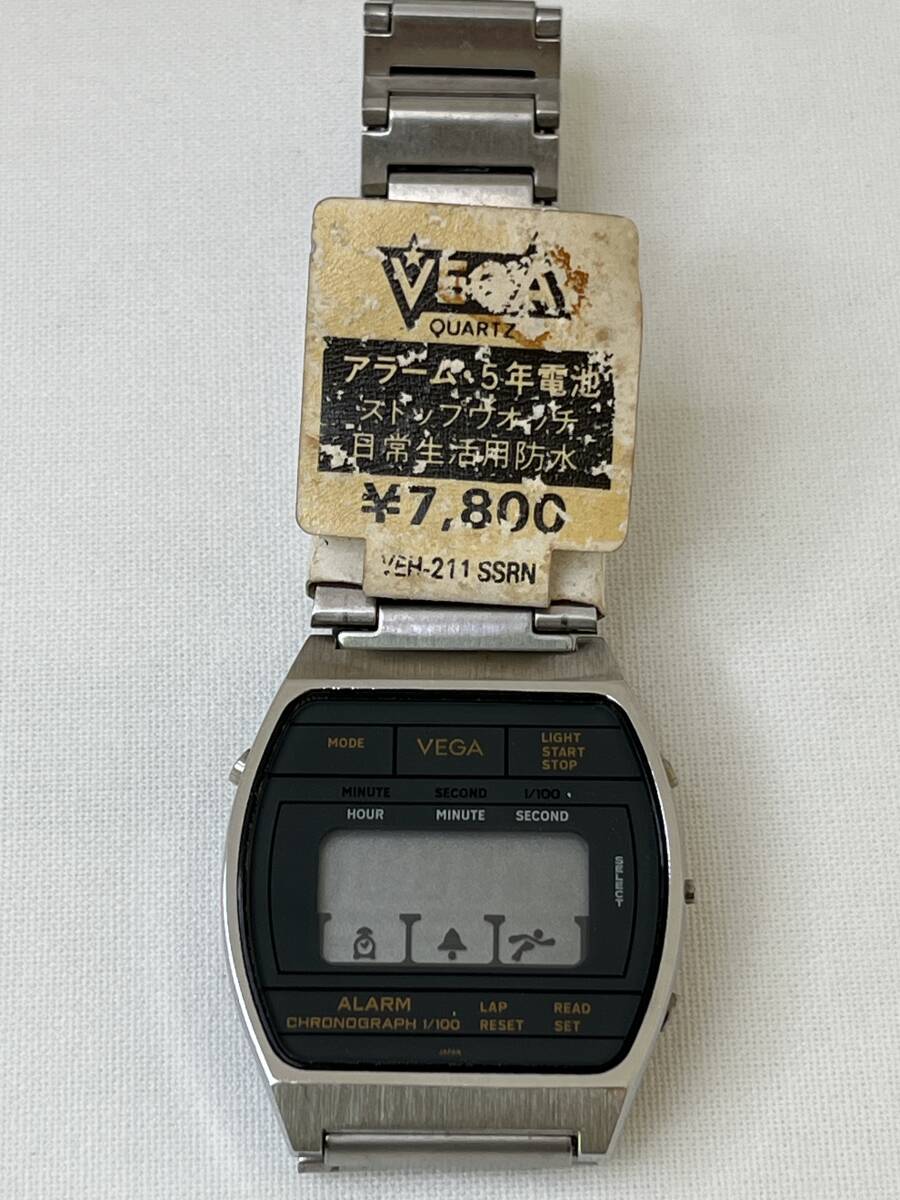 VEGA
QUARTZ
アラーム・5年電池
ストップウオッチ
日常生活用防水
¥7,800
VEH-211 SSRN
MODE
VEGA
LIGHT
START
STOP
MINUTE SECOND 1/100
HOUR MINUTE SECOND
SELECT
ALARM
CHRONOGRAPH 1/100
LAP
RESET
READ
SET
JAPAN